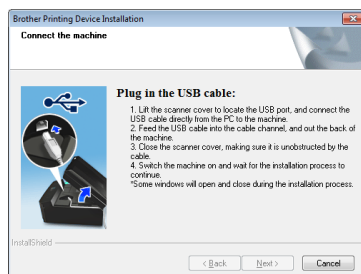 Brother Printing Device Installation
Connect the machine
Plug in the USB cable:
1. Lift the scanner cover to locate the USB port, and connect the
USB cable directly from the PC to the machine.
2. Feed the USB cable into the cable channel, and out the back of
the machine.
3. Close the scanner cover, making sure it is unobstructed by the
cable.
4. Switch the machine on and wait for the installation process to
continue.
*Some windows will open and close during the installation process.
InstallShield
< Back
Next >
Cancel